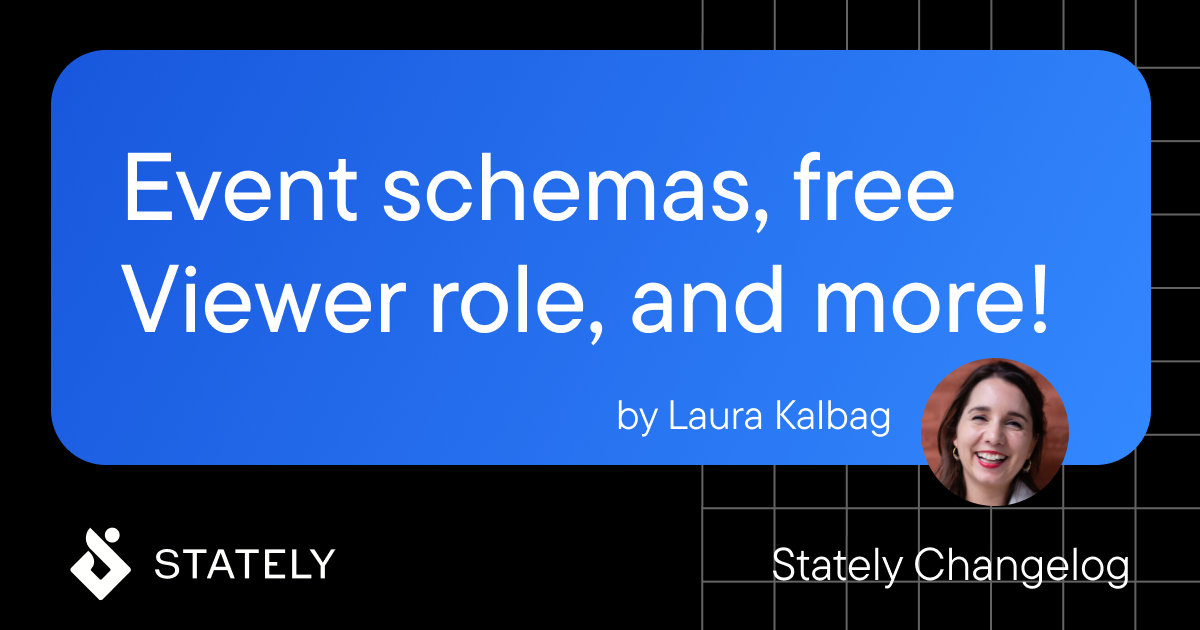 Event schemas, free
Viewer role, and more!
by Laura Kalbag
STATELY
Stately Changelog